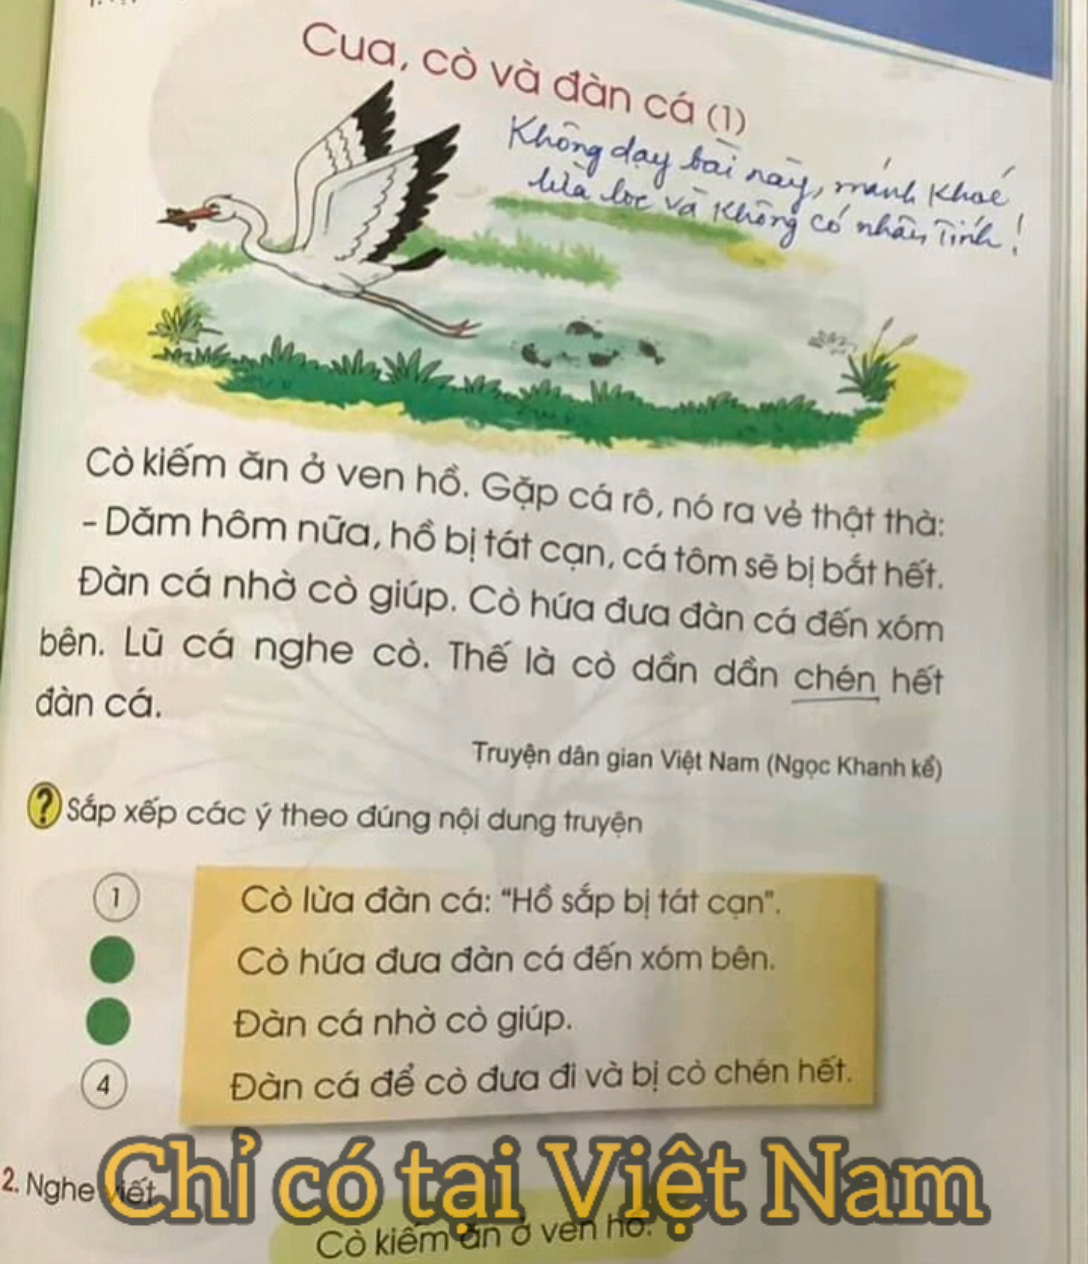 Cua, cò và đàn cá (1)
Không dạy bài này, mánh khoé
lừa lọc và không có nhân tính!
Cò kiếm ăn ở ven hồ. Gặp cá rô, nó ra vẻ thật thà:
- Dăm hôm nữa, hồ bị tát cạn, cá tôm sẽ bị bắt hết.
Đàn cá nhờ cò giúp. Cò hứa đưa đàn cá đến xóm
bên. Lũ cá nghe cò. Thế là cò dần dần chén hết
đàn cá.
Truyện dân gian Việt Nam (Ngọc Khanh kể)
? Sắp xếp các ý theo đúng nội dung truyện
1 Cò lừa đàn cá: "Hồ sắp bị tát cạn".
Cò hứa đưa đàn cá đến xóm bên.
Đàn cá nhờ cò giúp.
4 Đàn cá để cò đưa đi và bị cò chén hết.
Chỉ có tại Việt Nam
2. Nghe viết
Cò kiếm ăn ở ven hồ.